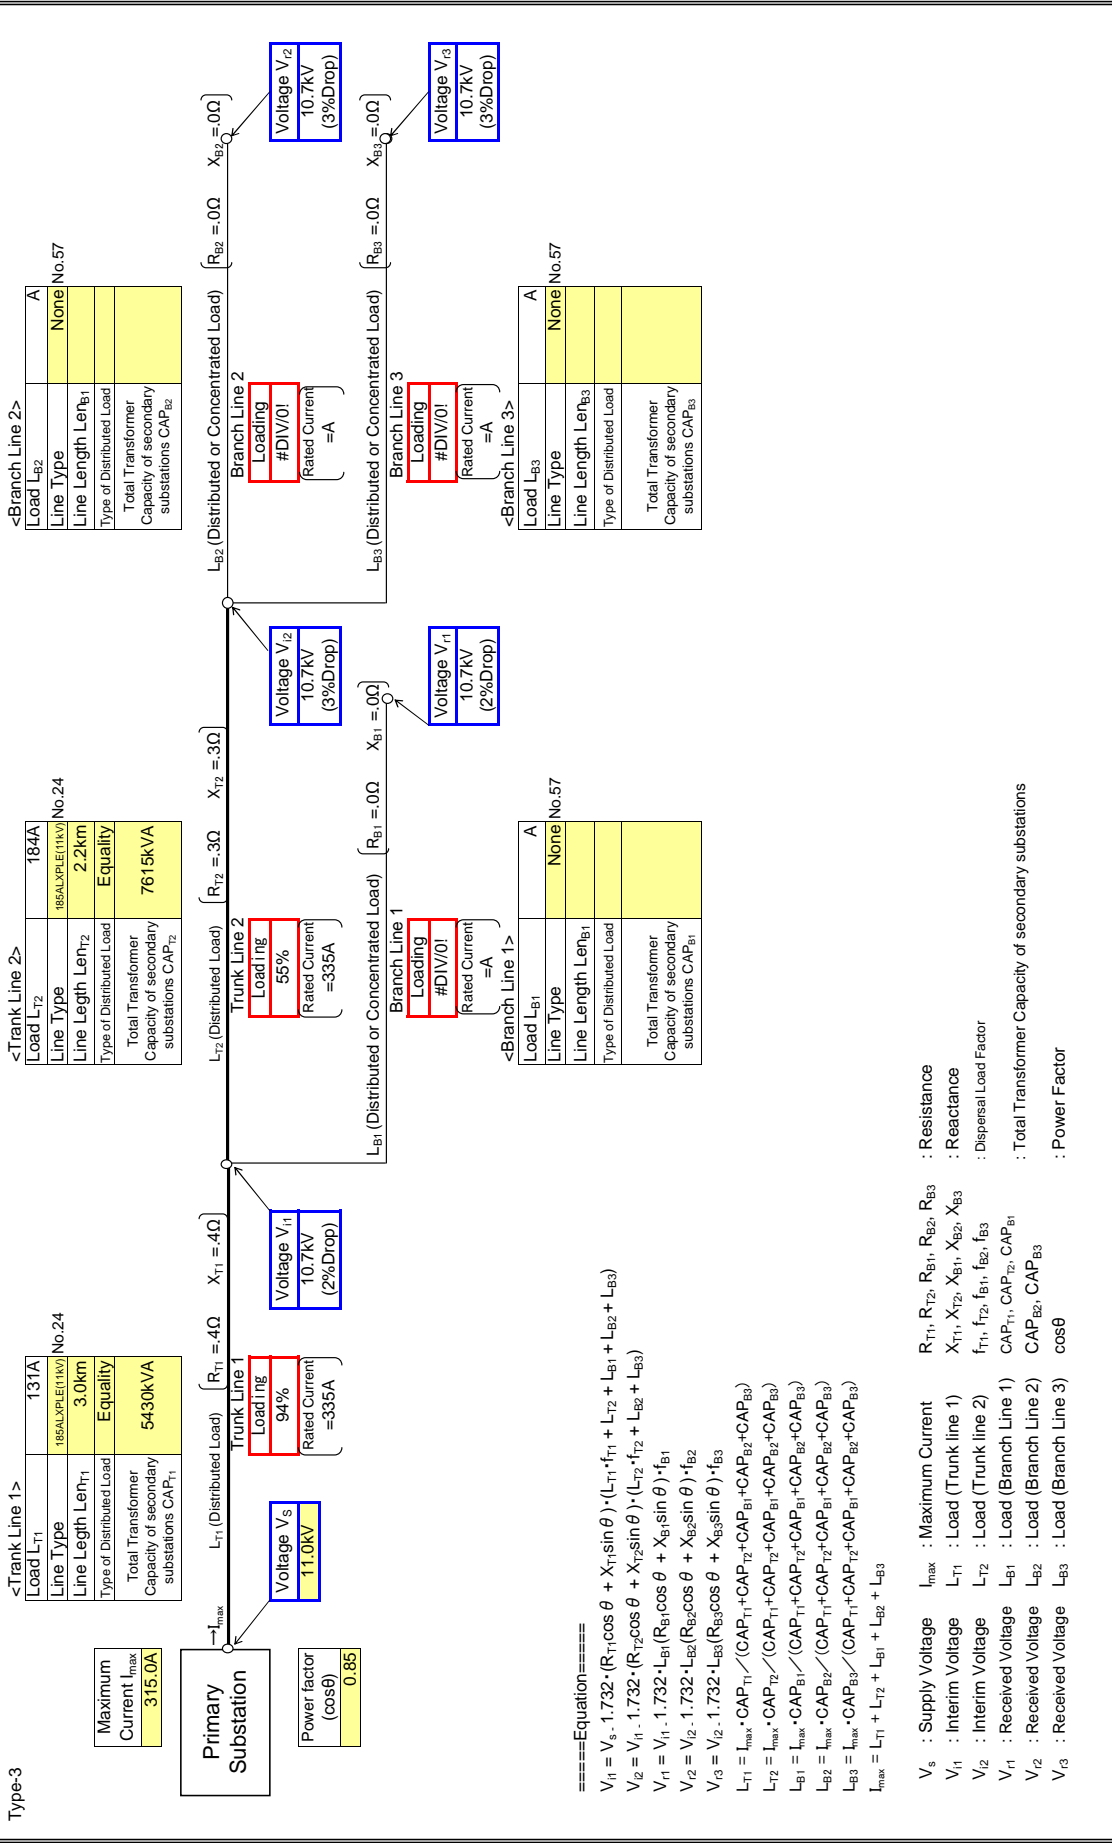 Type-3
Maximum
Current Imax
315.0A
Primary
Substation
Power factor
(cosθ)
0.85
→Imax
Voltage VS
11.0kV
<Trank Line 1>
Load LT1 131A
Line Type 185ALXPLE(11kV) No.24
Line Legth LenT1 3.0km
Type of Distributed Load Equality
Total Transformer
Capacity of secondary
substations CAPT1
5430kVA
LT1 (Distributed Load)
RT1 =.4Ω XT1 =.4Ω
Trunk Line 1
Loading
94%
Rated Current
=335A
Voltage Vi1
10.7kV
(2%Drop)
<Trank Line 2>
Load LT2 184A
Line Type 185ALXPLE(11kV) No.24
Line Length LenT2 2.2km
Type of Distributed Load Equality
Total Transformer
Capacity of secondary
substations CAPT2
7615kVA
LT2 (Distributed Load)
RT2 =.3Ω XT2 =.3Ω
Trunk Line 2
Loading
55%
Rated Current
=335A
Voltage Vi2
10.7kV
(3%Drop)
LB1 (Distributed or Concentrated Load)
RB1 =.0Ω XB1 =.0Ω
Branch Line 1
Loading
#DIV/0!
Rated Current
=A
Voltage Vr1
10.7kV
(2%Drop)
<Branch Line 1>
Load LB1 A
Line Type None No.57
Line Length LenB1
Type of Distributed Load
Total Transformer
Capacity of secondary
substations CAPB1
<Branch Line 2>
Load LB2 A
Line Type None No.57
Line Length LenB1
Type of Distributed Load
Total Transformer
Capacity of secondary
substations CAPB2
LB2 (Distributed or Concentrated Load)
RB2 =.0Ω XB2 =.0Ω
Branch Line 2
Loading
#DIV/0!
Rated Current
=A
Voltage Vr2
10.7kV
(3%Drop)
LB3 (Distributed or Concentrated Load)
RB3 =.0Ω XB3 =.0Ω
Branch Line 3
Loading
#DIV/0!
Rated Current
=A
Voltage Vr3
10.7kV
(3%Drop)
<Branch Line 3>
Load LB3 A
Line Type None No.57
Line Length LenB3
Type of Distributed Load
Total Transformer
Capacity of secondary
substations CAPB3
=====Equation=====
Vi1 = Vs - 1.732・(RT1cos θ + XT1sin θ)・(LT1・fT1 + LT2 + LB1 + LB2 + LB3)
Vi2 = Vi1 - 1.732・(RT2cos θ + XT2sin θ)・(LT2・fT2 + LB2 + LB3)
Vr1 = Vi1 - 1.732・LB1(RB1cos θ + XB1sin θ)・fB1
Vr2 = Vi2 - 1.732・LB2(RB2cos θ + XB2sin θ)・fB2
Vr3 = Vi2 - 1.732・LB3(RB3cos θ + XB3sin θ)・fB3
LT1 = Imax・CAPT1／(CAPT1+CAPT2+CAPB1+CAPB2+CAPB3)
LT2 = Imax・CAPT2／(CAPT1+CAPT2+CAPB1+CAPB2+CAPB3)
LB1 = Imax・CAPB1／(CAPT1+CAPT2+CAPB1+CAPB2+CAPB3)
LB2 = Imax・CAPB2／(CAPT1+CAPT2+CAPB1+CAPB2+CAPB3)
LB3 = Imax・CAPB3／(CAPT1+CAPT2+CAPB1+CAPB2+CAPB3)
Imax = LT1 + LT2 + LB1 + LB2 + LB3
Vs : Supply Voltage Imax : Maximum Current RT1, RT2, RB1, RB2, RB3 : Resistance
Vi1 : Interim Voltage LT1 : Load (Trunk line 1) XT1, XT2, XB1, XB2, XB3 : Reactance
Vi2 : Interim Voltage LT2 : Load (Trunk line 2) fT1, fT2, fB1, fB2, fB3 : Dispersal Load Factor
Vr1 : Received Voltage LB1 : Load (Branch Line 1) CAPT1, CAPT2, CAPB1
Vr2 : Received Voltage LB2 : Load (Branch Line 2) CAPB2, CAPB3 : Total Transformer Capacity of secondary substations
Vr3 : Received Voltage LB3 : Load (Branch Line 3) cosθ : Power Factor